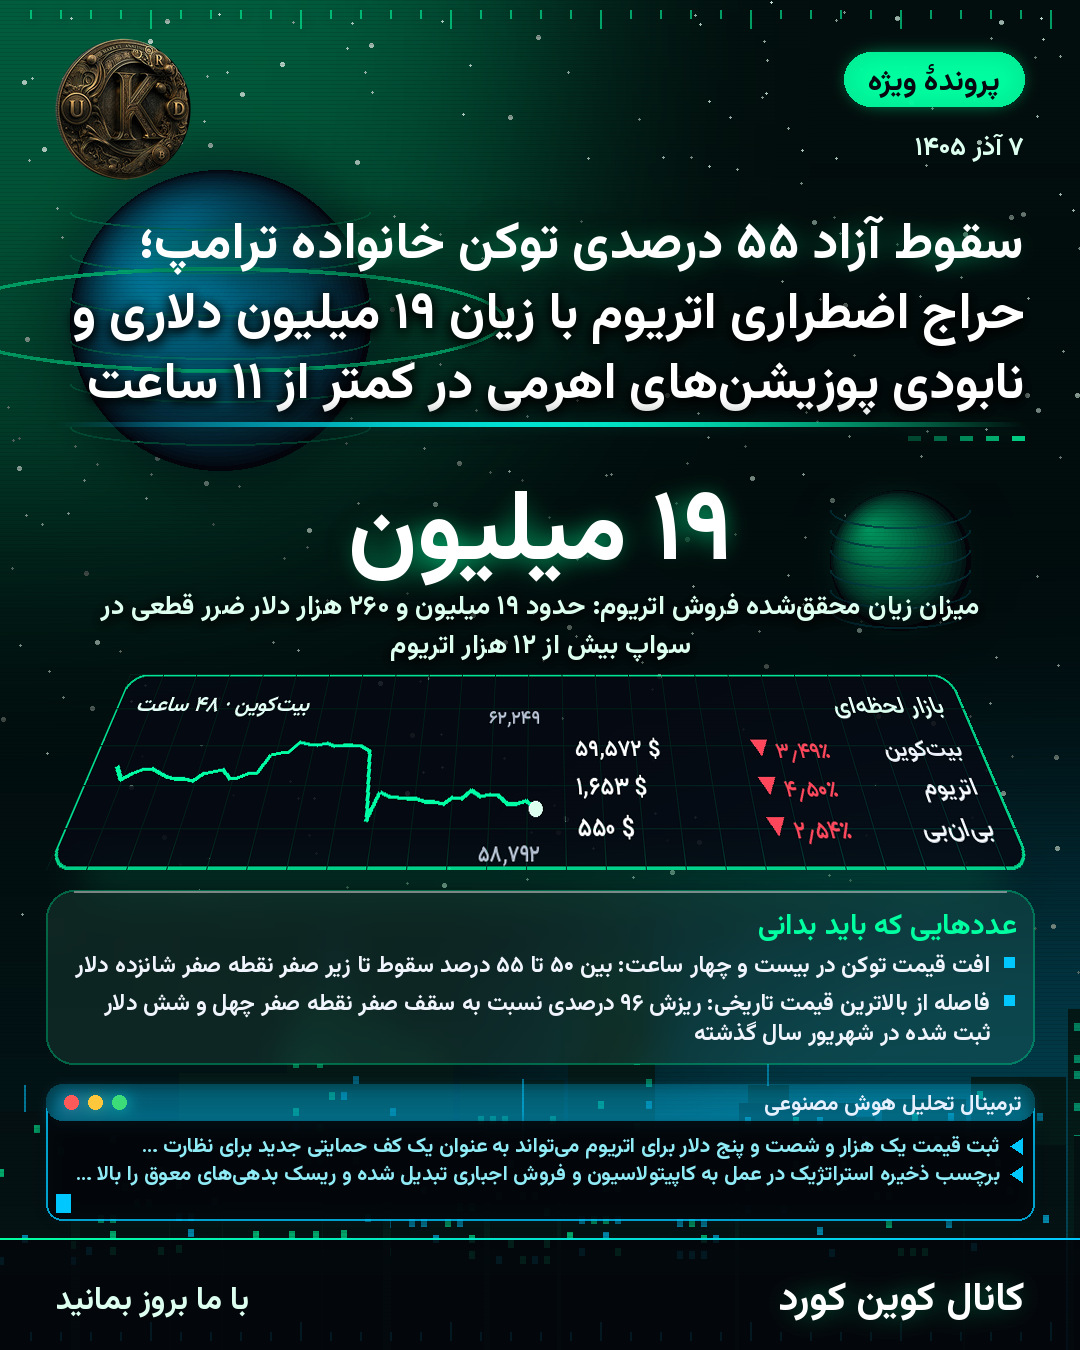 K
U
R
D
B
پروندهٔ ویژه
۷ آذر ۱۴۰۵
سقوط آزاد ۵۵ درصدی توکن خانواده ترامپ؛
حراج اضطراری اتریوم با زیان ۱۹ میلیون دلاری و
نابودی پوزیشن‌های اهرمی در کمتر از ۱۱ ساعت
۱۹ میلیون
میزان زیان محقق‌شده فروش اتریوم: حدود ۱۹ میلیون و ۲۶۰ هزار دلار ضرر قطعی در
سواپ بیش از ۱۲ هزار اتریوم
بازار لحظه‌ای
بیت‌کوین ۳٫۴۹٪ ▼ ۵۹,۵۷۲ $
اتریوم ۴٫۵۰٪ ▼ ۱,۶۵۳ $
بی‌ان‌بی ۲٫۵۴٪ ▼ ۵۵۰ $
بیت‌کوین · ۴۸ ساعت
۶۲,۲۴۹
۵۸,۷۹۲
عددهایی که باید بدانی
افت قیمت توکن در بیست و چهار ساعت: بین ۵۰ تا ۵۵ درصد سقوط تا زیر صفر نقطه صفر شانزده دلار
فاصله از بالاترین قیمت تاریخی: ریزش ۹۶ درصدی نسبت به سقف صفر نقطه صفر چهل و شش دلار
ثبت شده در شهریور سال گذشته
ترمینال تحلیل هوش مصنوعی
ثبت قیمت یک هزار و شصت و پنج دلار برای اتریوم می‌تواند به عنوان یک کف حمایتی جدید برای نظارت ...
برچسب ذخیره استراتژیک در عمل به کاپیتولاسیون و فروش اجباری تبدیل شده و ریسک بدهی‌های معوق را بالا ...
کانال کوین کورد
با ما بروز بمانید